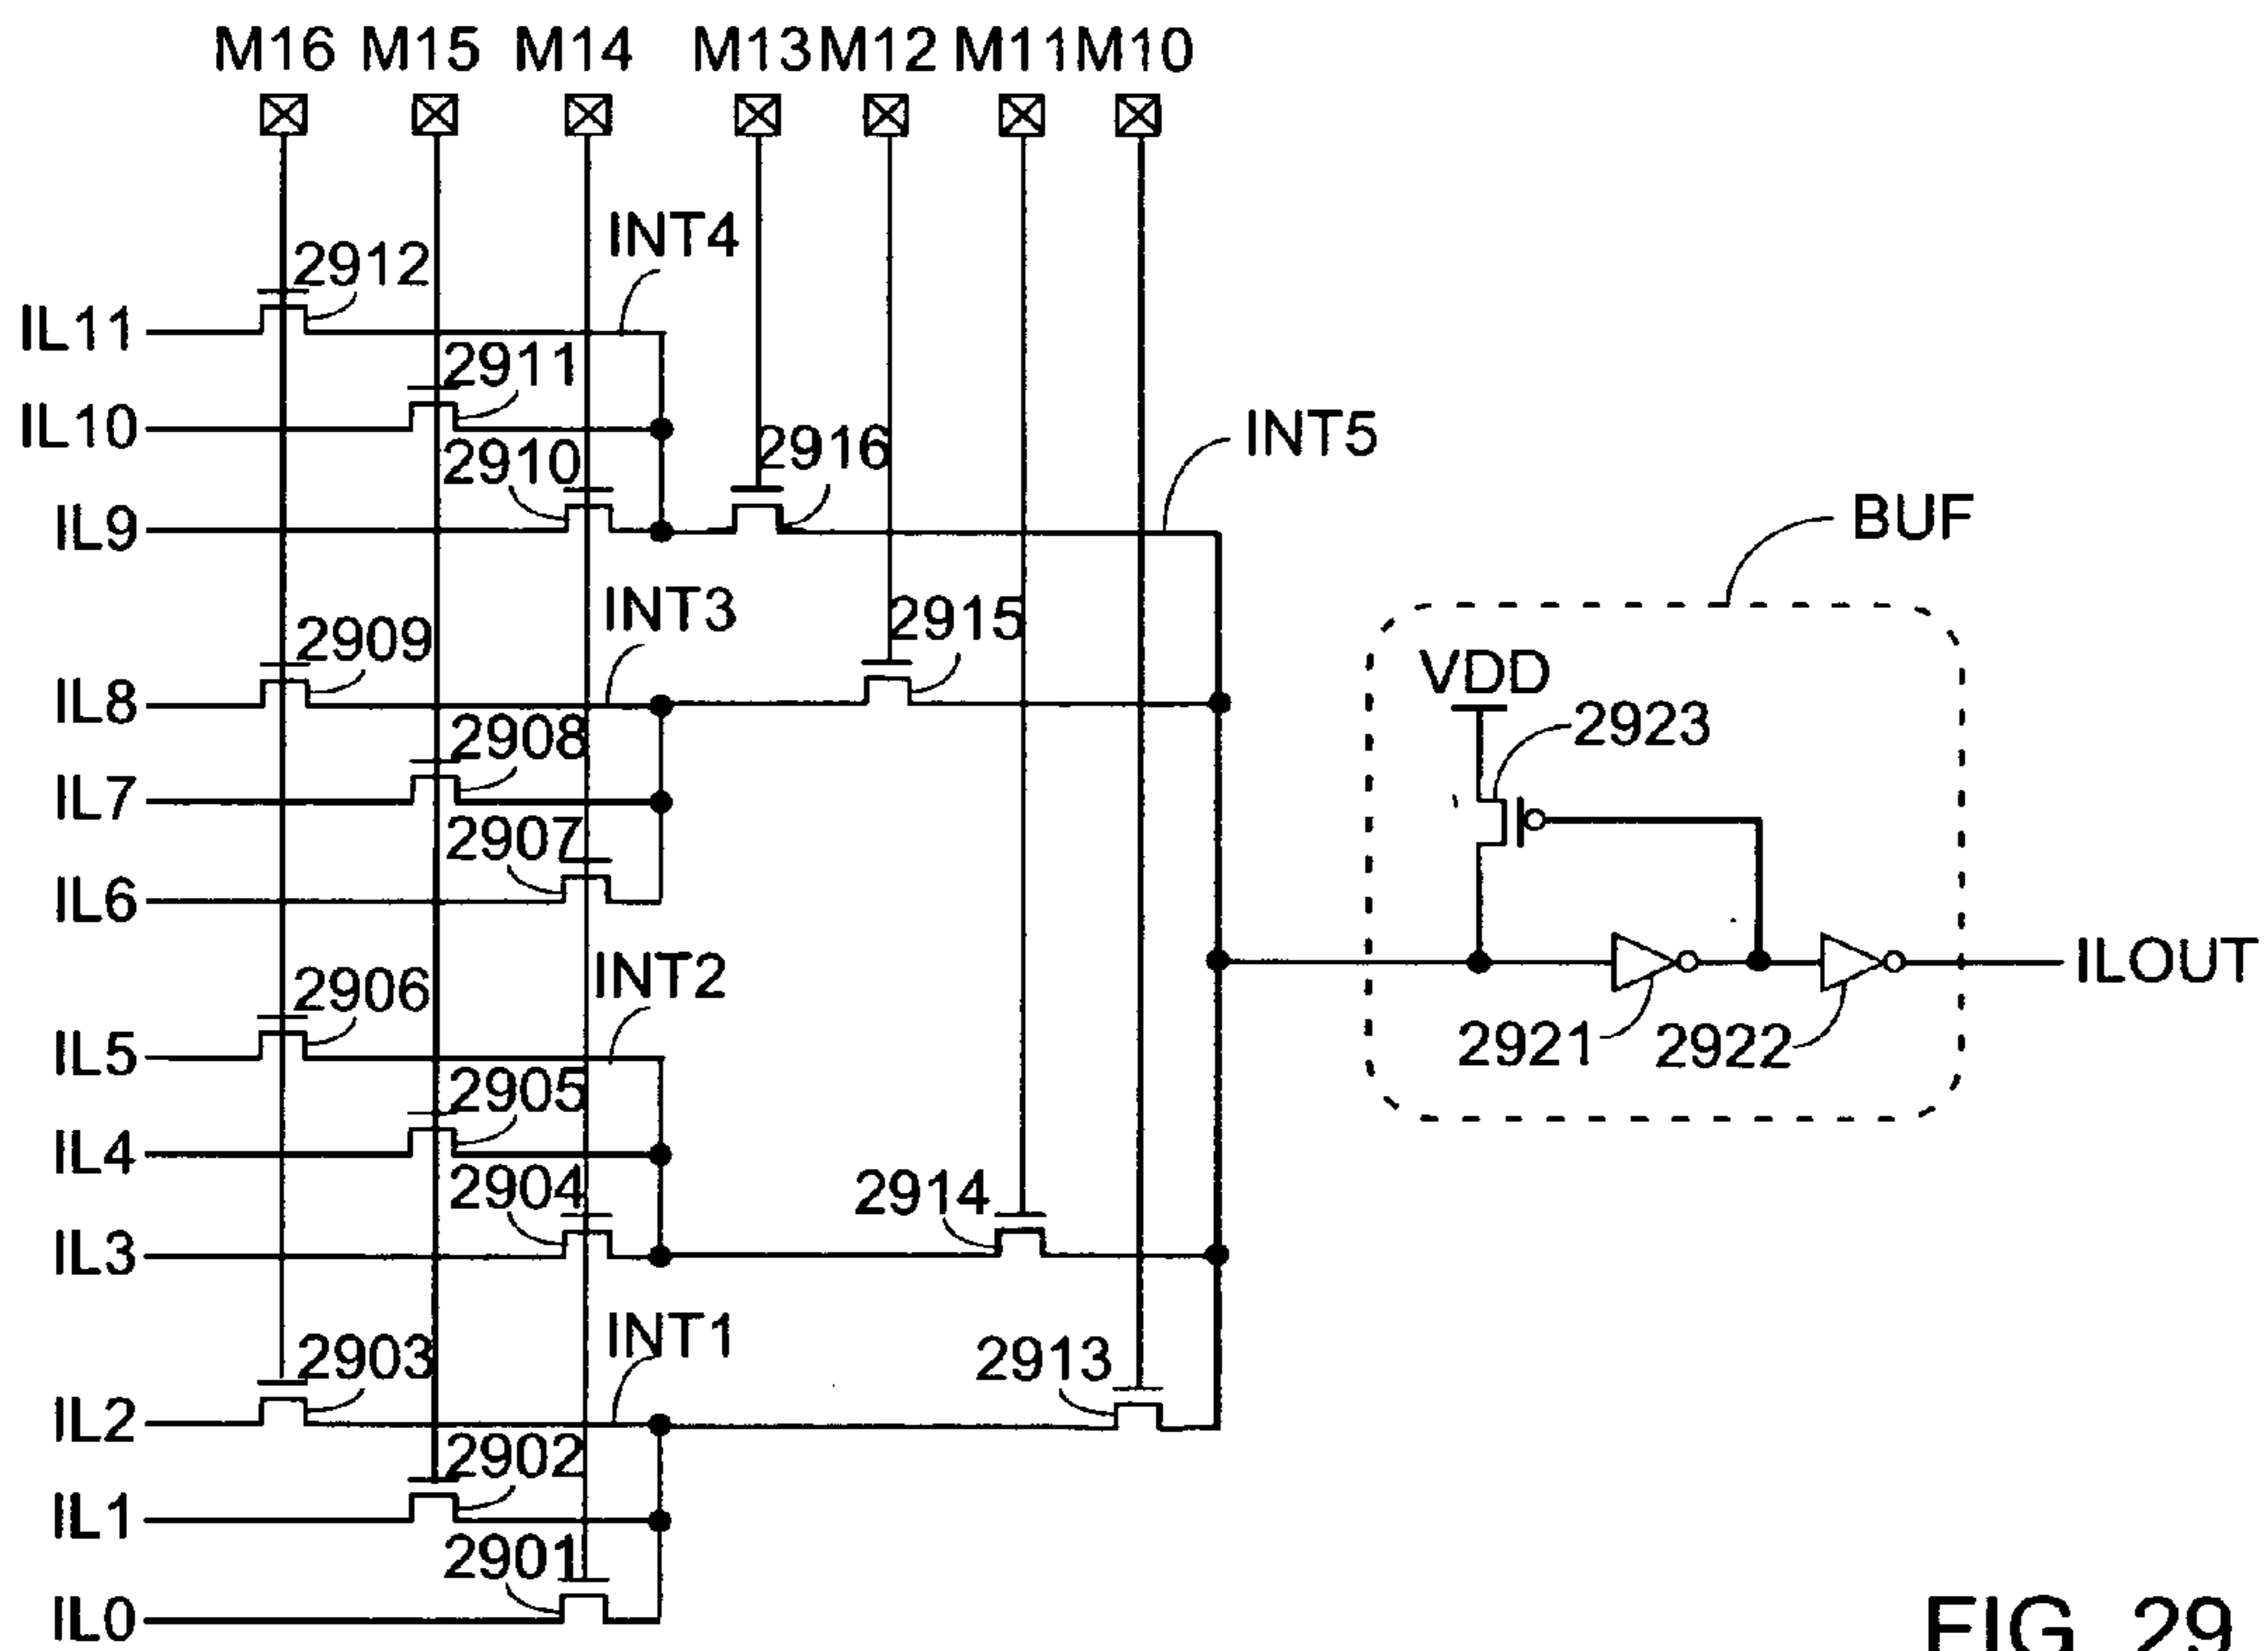 M16 M15 M14 M13 M12 M11 M10
INT4
2912
IL11
2911
IL10
2910
2916
INT5
IL9
BUF
INT3
2915
2909
VDD
IL8
2923
2908
IL7
2907
IL6
INT2
ILOUT
2906
2921
2922
IL5
2905
IL4
2904
2914
IL3
INT1
2903
2913
IL2
2902
IL1
2901
IL0
FIG. 29